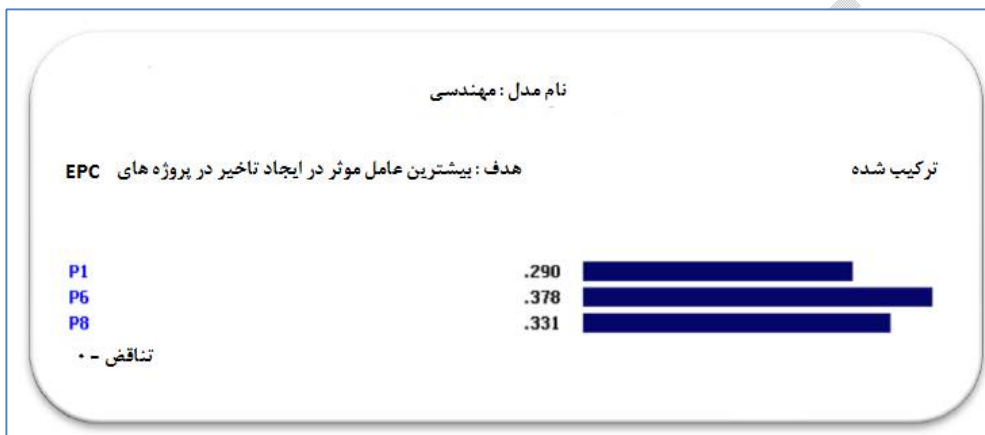 نام مدل : مهندسی
ترکیب شده هدف : بیشترین عامل موثر در ایجاد تاخیر در پروژه های EPC
P1 .290
P6 .378
P8 .331
تناقض - ۰